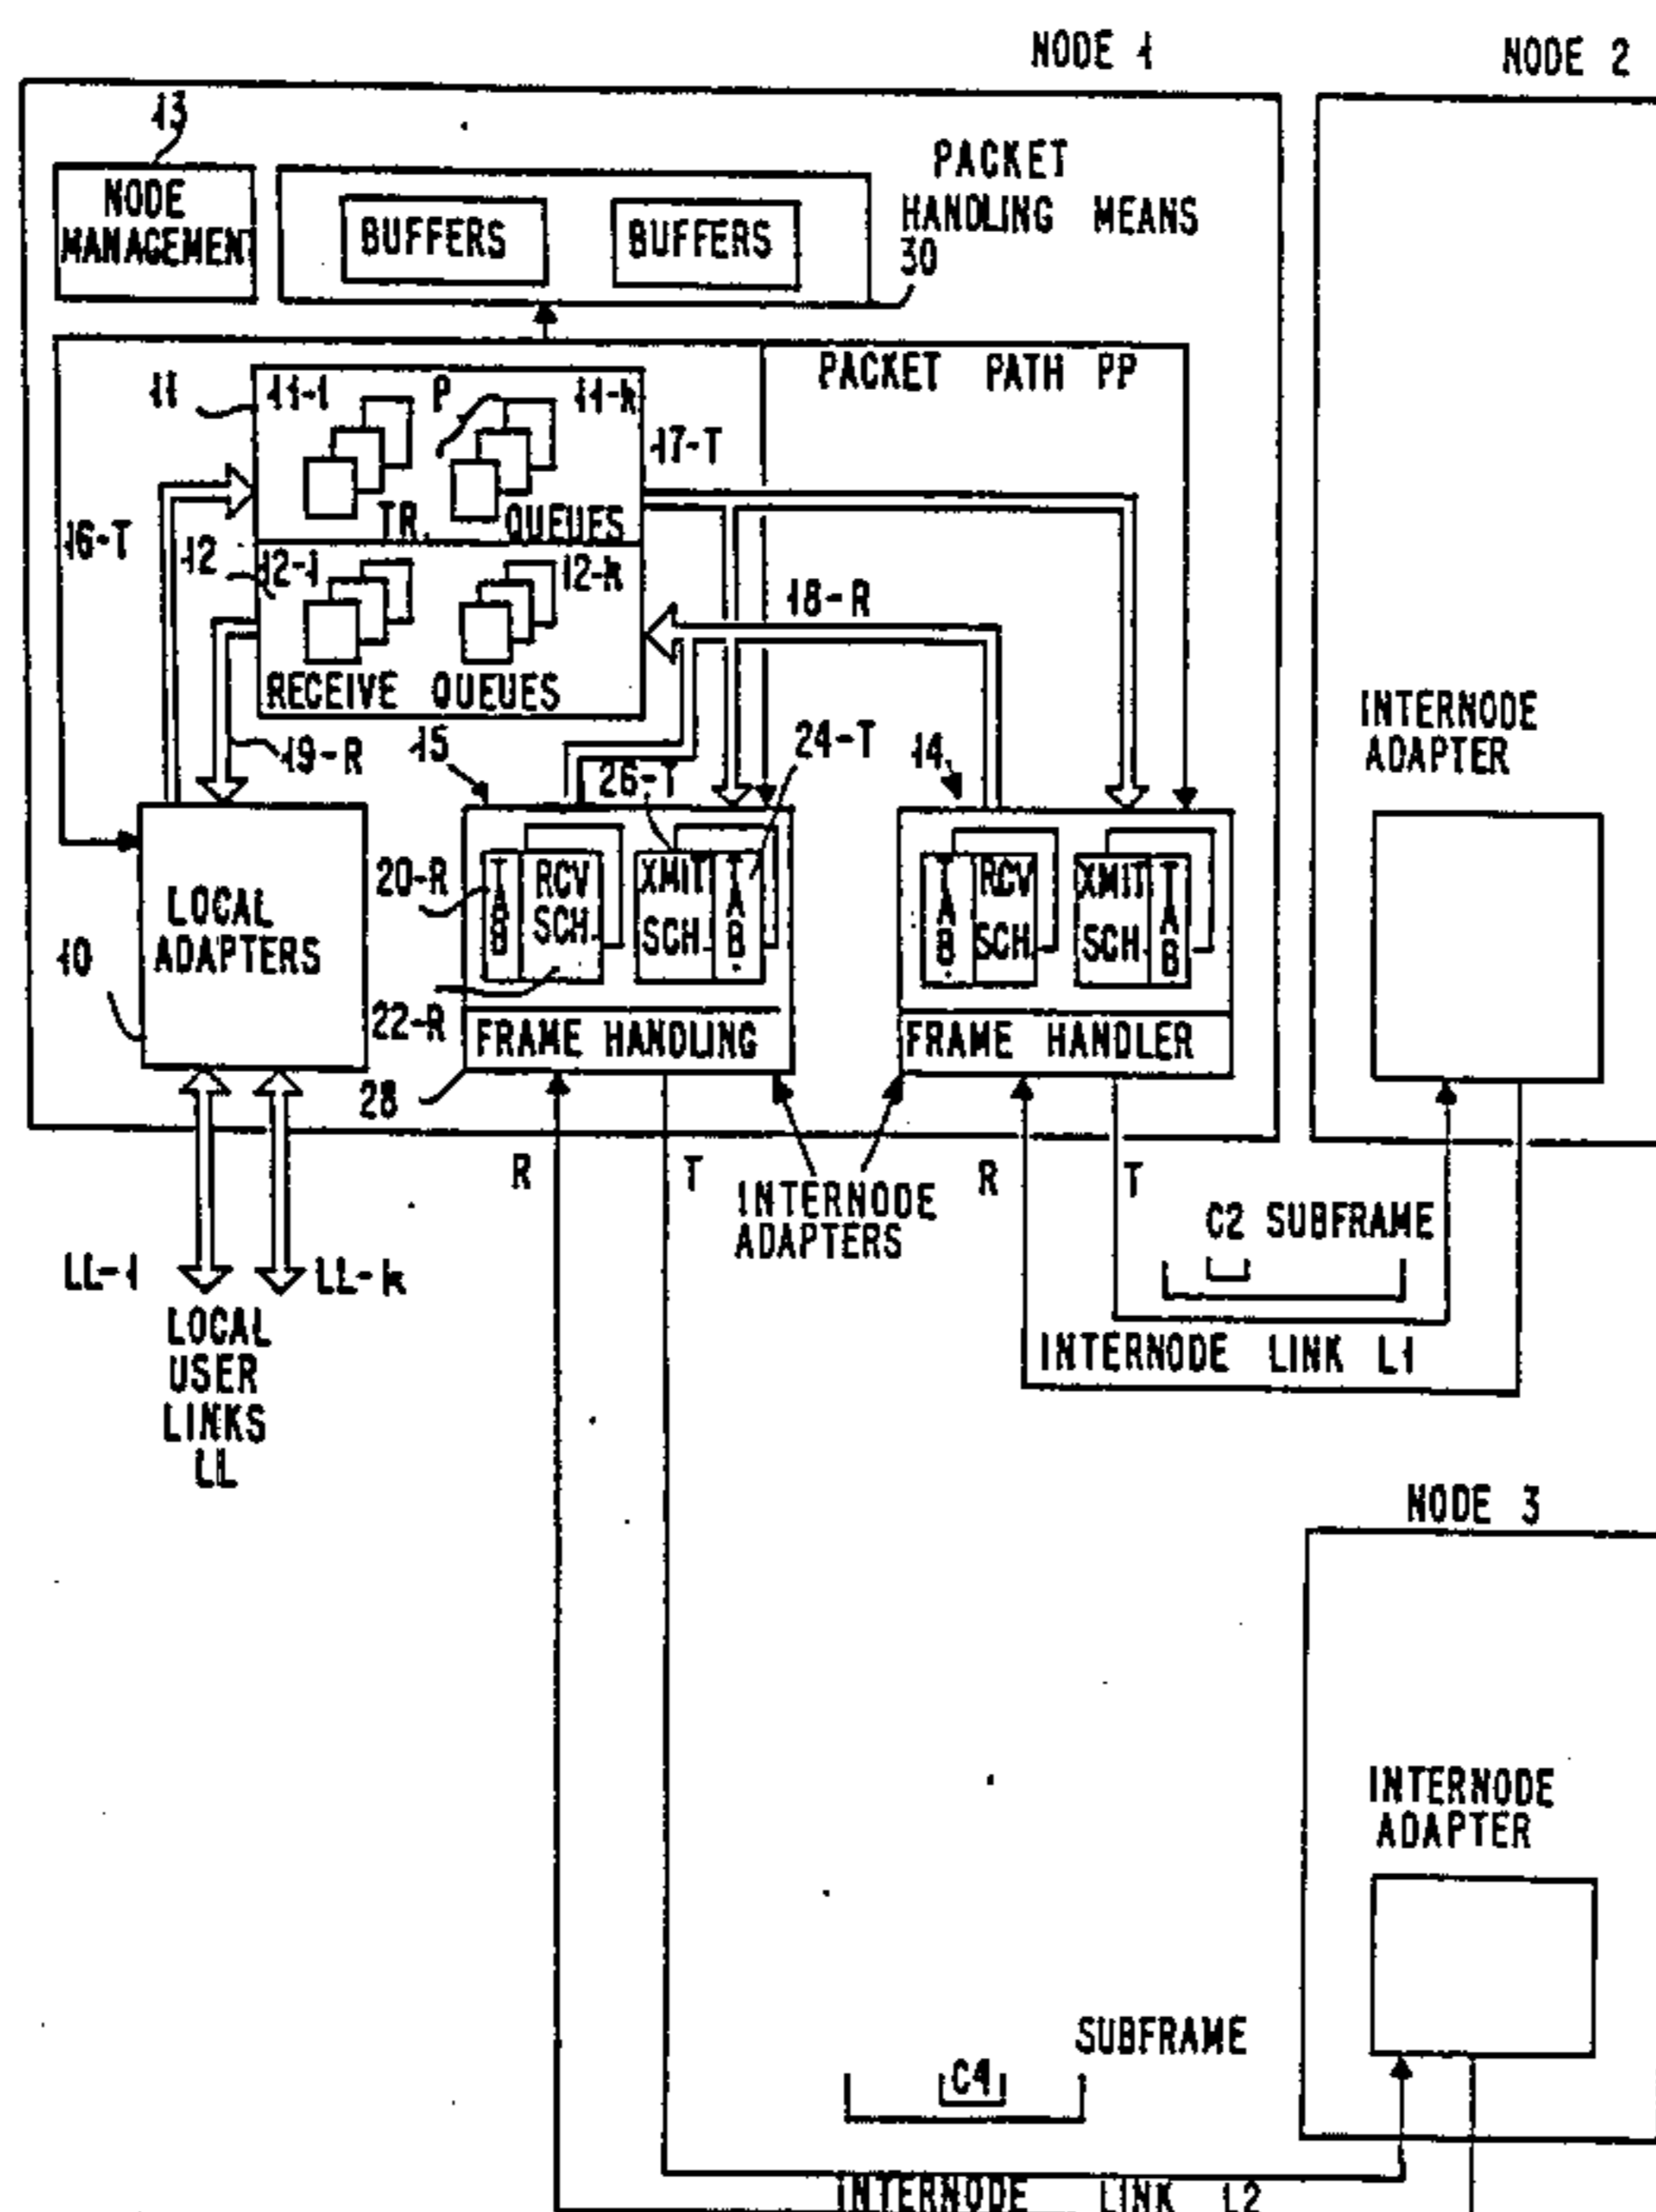 NODE 1
NODE 2
13
NODE
MANAGEMENT
BUFFERS
BUFFERS
PACKET
HANDLING MEANS
30
PACKET PATH PP
11
11-1
P
11-k
17-T
TR. QUEUES
16-T
12
12-1
12-k
18-R
RECEIVE QUEUES
19-R
15
26-T
24-T
14
INTERNODE
ADAPTER
LOCAL
ADAPTERS
10
20-R
TAB
RCV
SCH.
XMIT
SCH.
TAB.
22-R
FRAME HANDLING
28
TAB.
RCV
SCH.
XMIT
SCH.
TAB
FRAME HANDLER
R
T
INTERNODE
ADAPTERS
R
T
C2 SUBFRAME
LL-1
LL-k
LOCAL
USER
LINKS
LL
INTERNODE LINK L1
NODE 3
INTERNODE
ADAPTER
SUBFRAME
C1
INTERNODE LINK L2